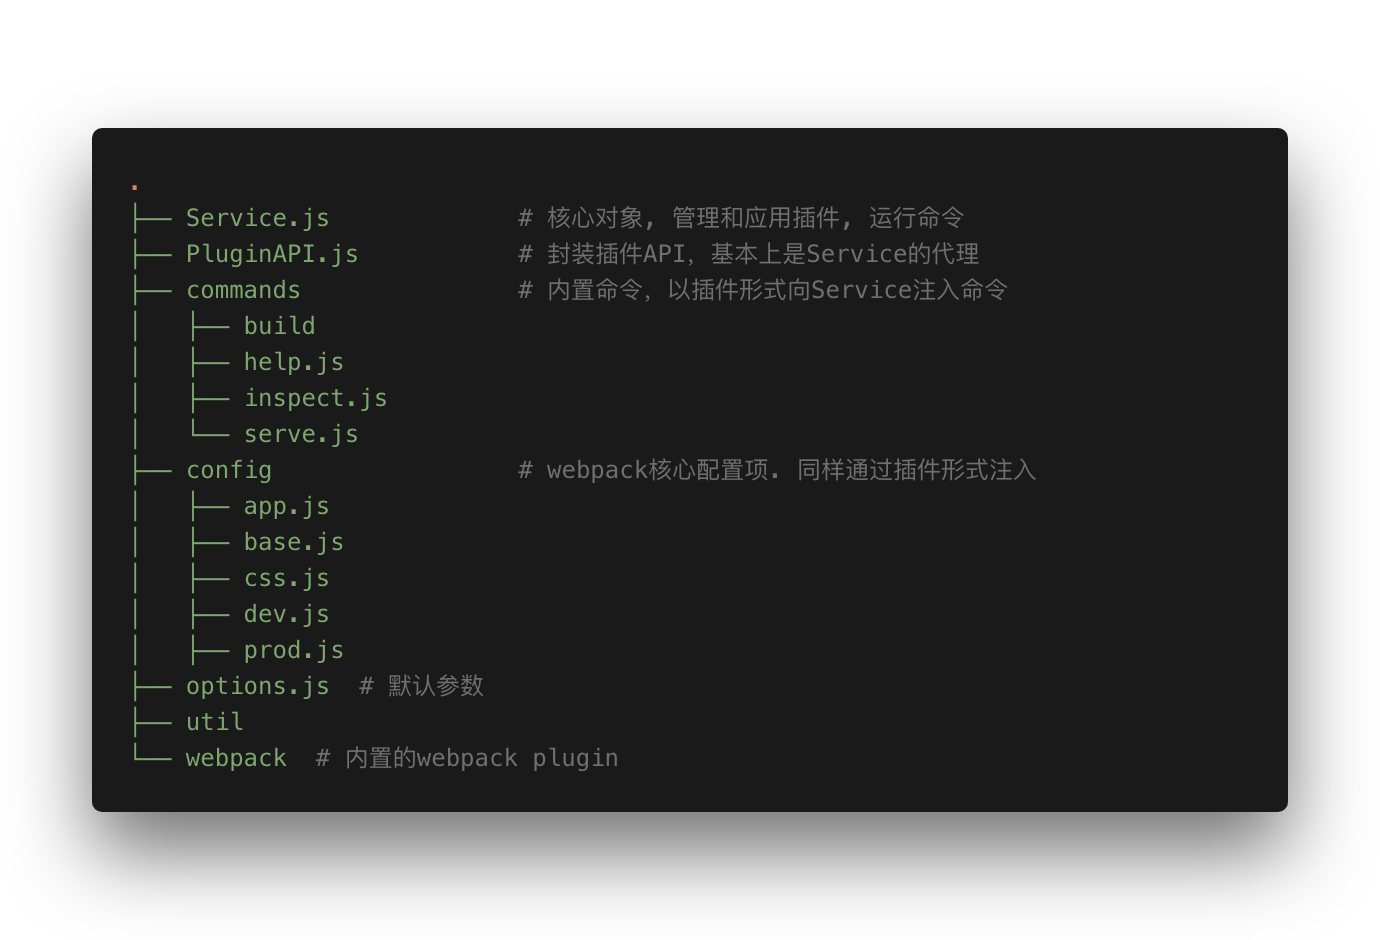 .
├── Service.js             # 核心对象, 管理和应用插件, 运行命令
├── PluginAPI.js           # 封装插件API，基本上是Service的代理
├── commands               # 内置命令，以插件形式向Service注入命令
│   ├── build
│   ├── help.js
│   ├── inspect.js
│   └── serve.js
├── config                 # webpack核心配置项. 同样通过插件形式注入
│   ├── app.js
│   ├── base.js
│   ├── css.js
│   ├── dev.js
│   ├── prod.js
├── options.js  # 默认参数
├── util
└── webpack  # 内置的webpack plugin